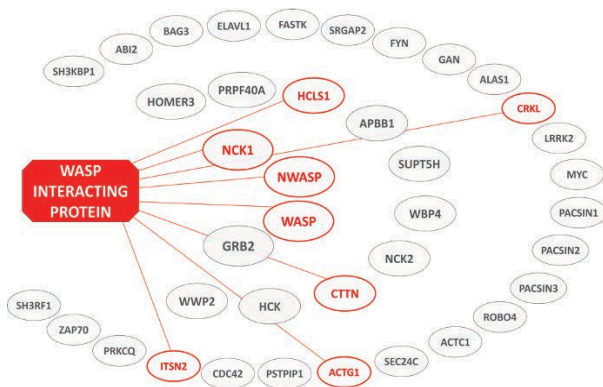 ELAVL1
FASTK
BAG3
SRGAP2
ABI2
FYN
SH3KBP1
GAN
ALAS1
PRPF40A
HCLS1
HOMER3
CRKL
APBB1
LRRK2
NCK1
SUPT5H
MYC
WASP
INTERACTING
PROTEIN
NWASP
WBP4
PACSIN1
WASP
GRB2
PACSIN2
NCK2
CTTN
PACSIN3
WWP2
HCK
SH3RF1
ROBO4
ZAP70
ACTC1
PRKCQ
SEC24C
ITSN2
CDC42
PSTPIP1
ACTG1